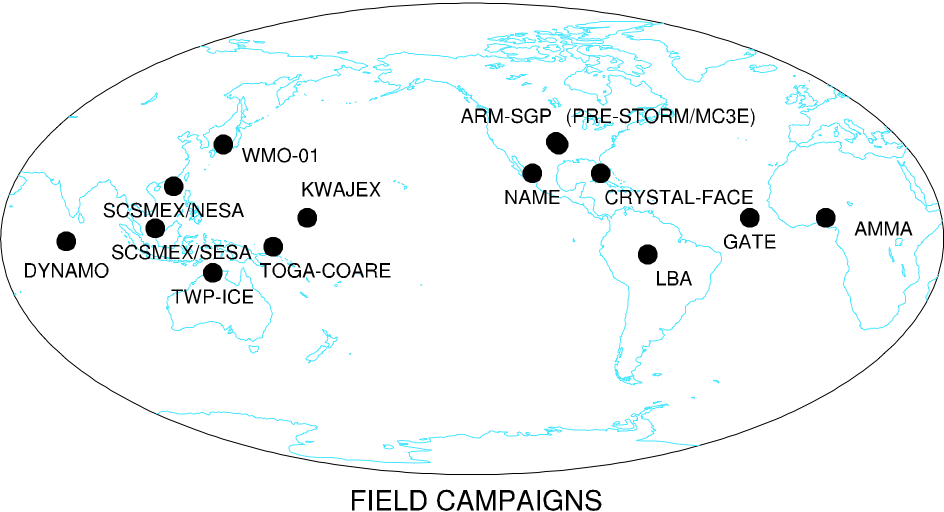 ARM-SGP (PRE-STORM/MC3E)
WMO-01
KWAJEX
NAME
CRYSTAL-FACE
SCSMEX/NESA
AMMA
GATE
SCSMEX/SESA
DYNAMO
TOGA-COARE
LBA
TWP-ICE
FIELD CAMPAIGNS